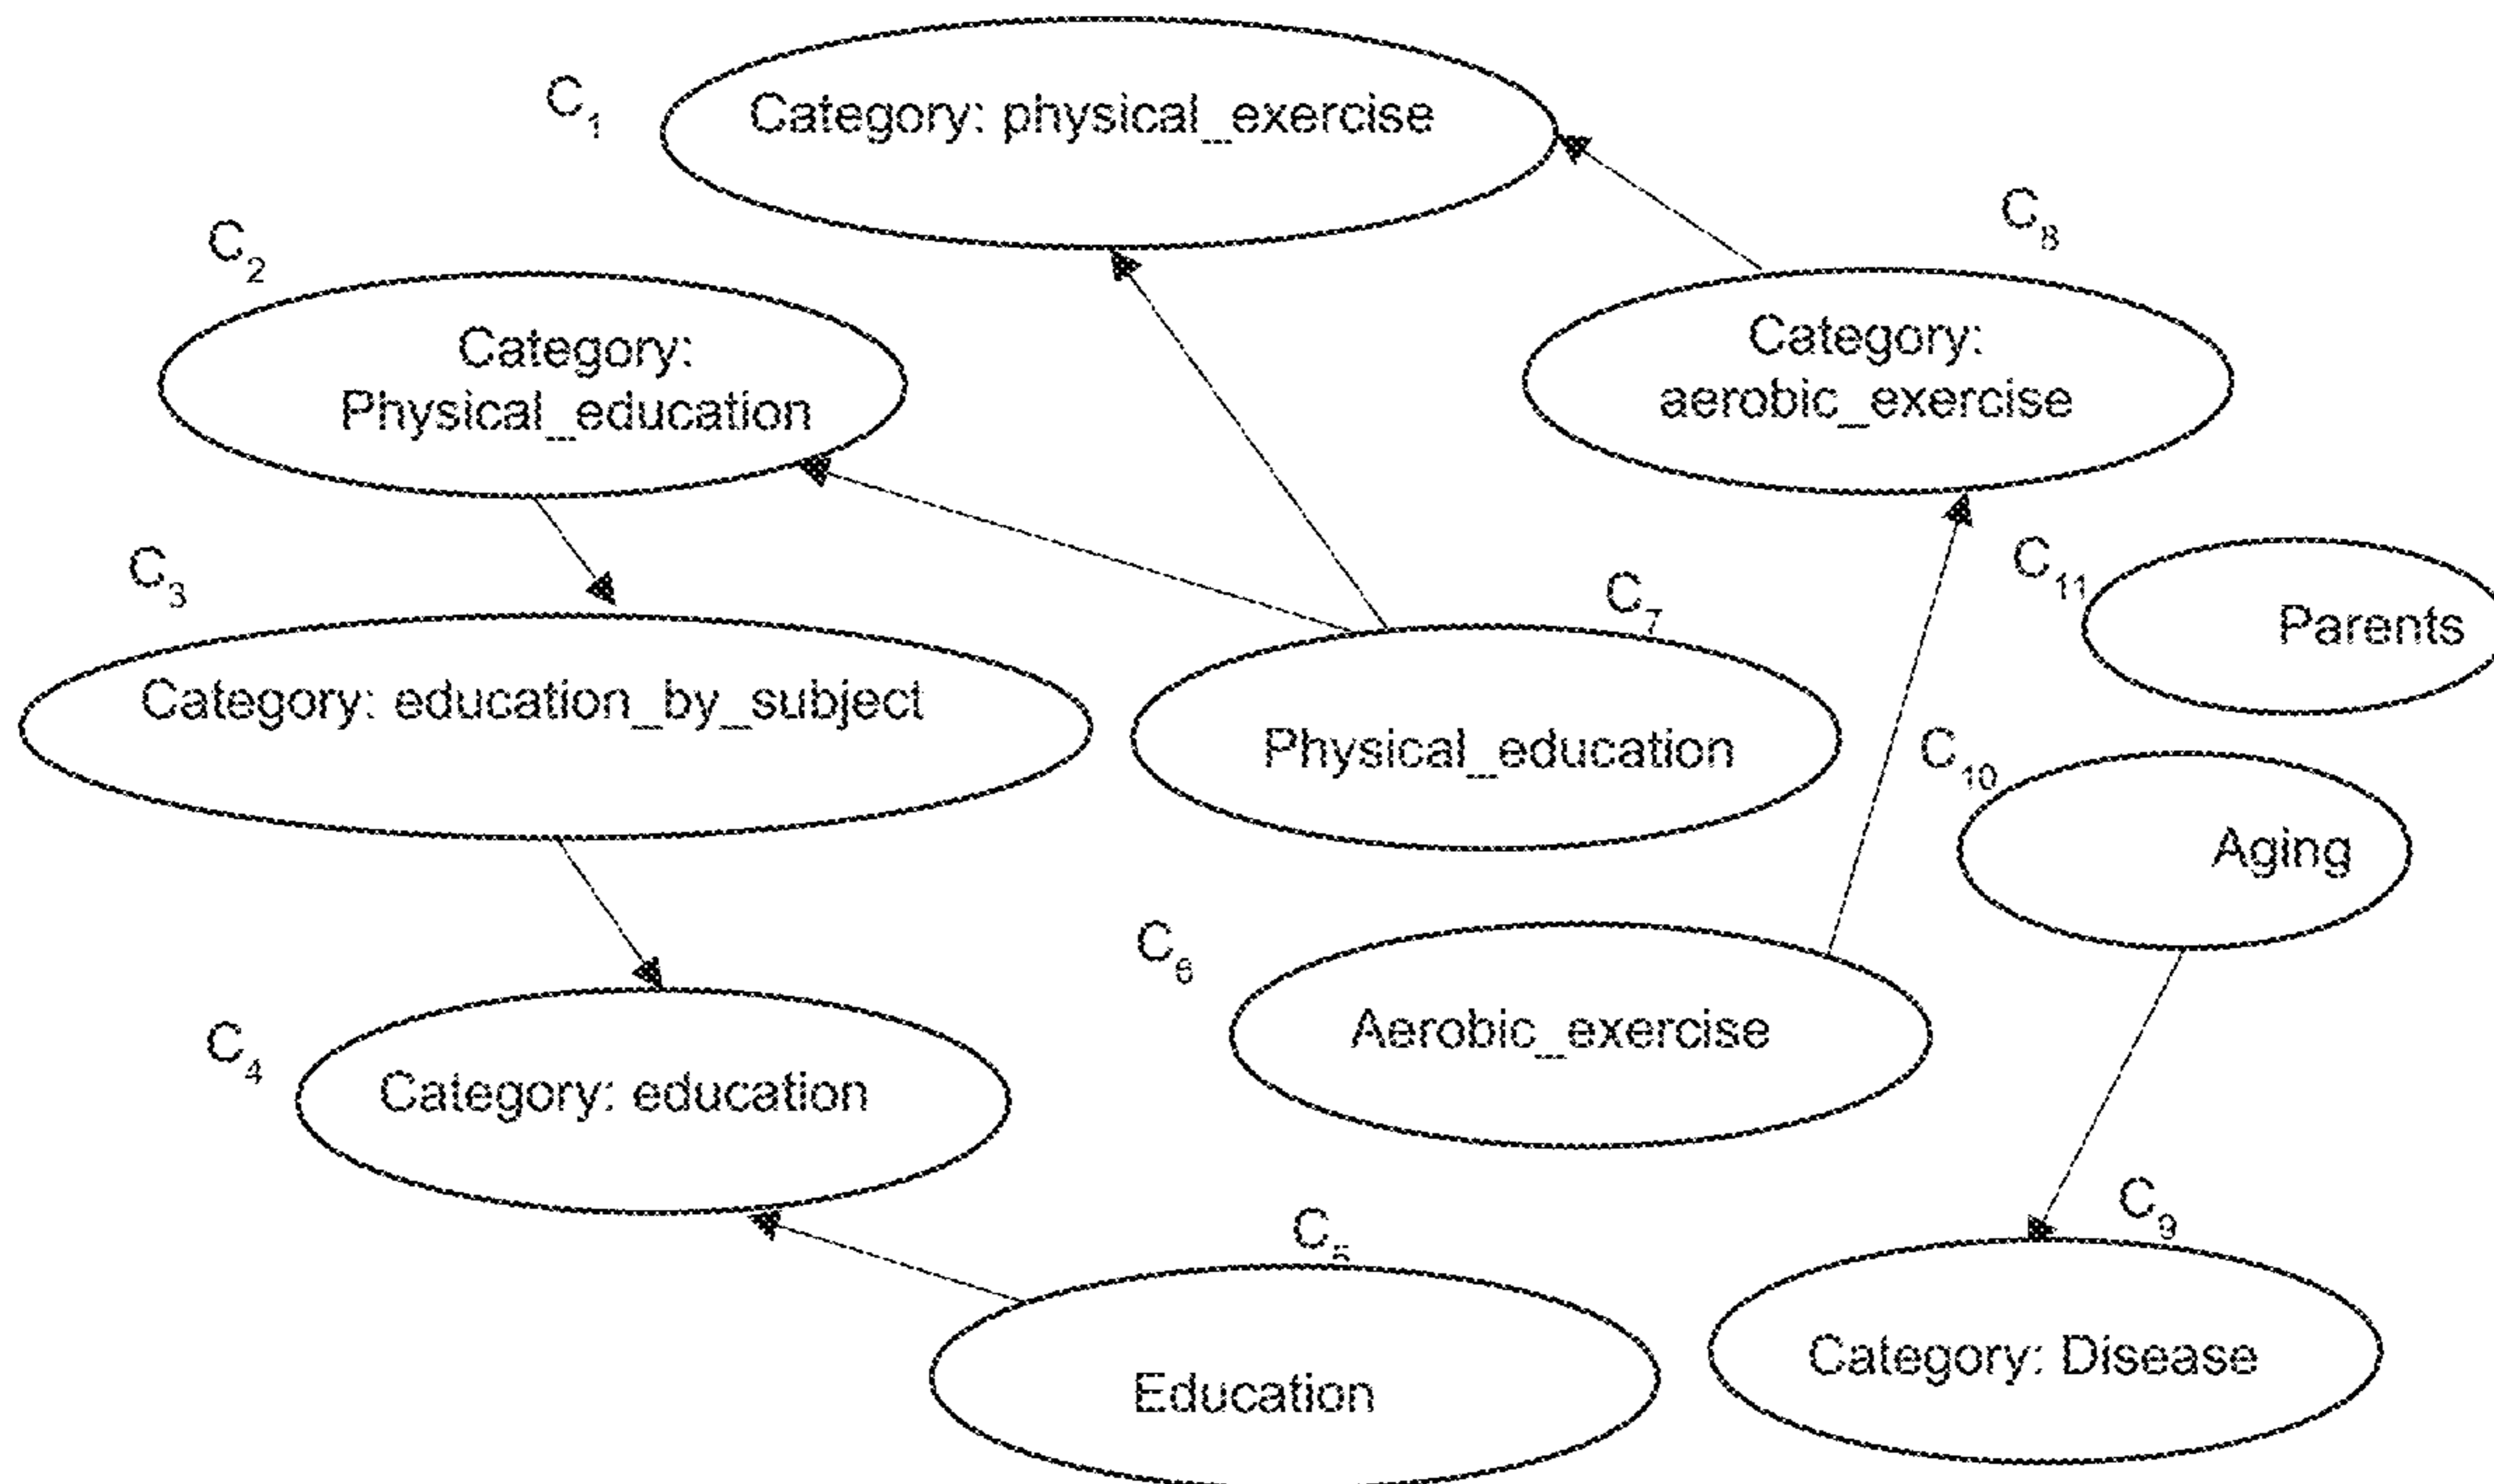 C1
Category: physical_exercise
C2
Category:
Physical_education
C8
Category:
aerobic_exercise
C3
Category: education_by_subject
C7
Physical_education
C11
Parents
C10
Aging
C6
Aerobic_exercise
C4
Category: education
C5
Education
C9
Category: Disease